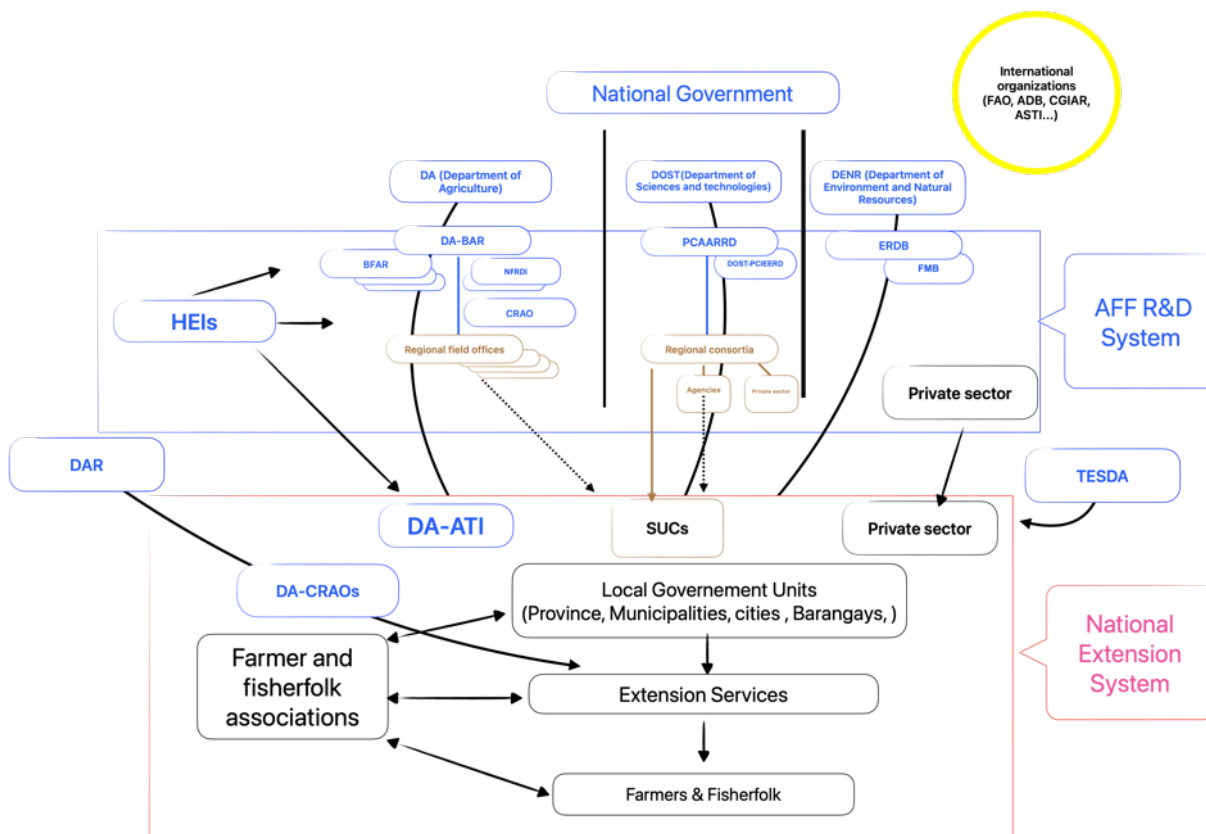 International
organizations
(FAO, ADB, CGIAR,
ASTI...)
National Government
DA (Department of
Agriculture)
DOST(Department of
Sciences and technologies)
DENR (Department of
Environment and Natural
Resources)
DA-BAR
PCAARRD
ERDB
BFAR
NFRDI
DOST-PCIEERD
FMB
HEIs
CRAO
AFF R&D
System
Regional field offices
Regional consortia
Agencies
Private sector
Private sector
DAR
TESDA
DA-ATI
SUCs
Private sector
DA-CRAOs
Local Governement Units
(Province, Municipalities, cities , Barangays, )
National
Extension
System
Farmer and
fisherfolk
associations
Extension Services
Farmers & Fisherfolk